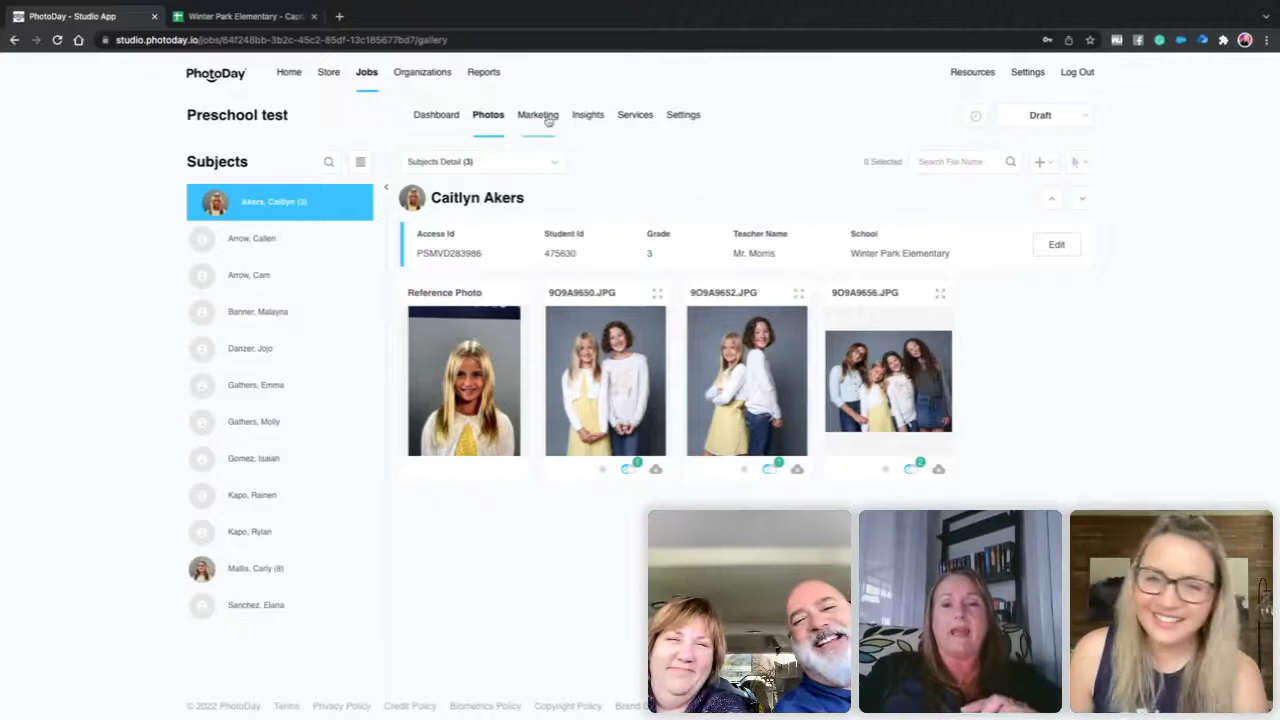 PhotoDay - Studio App
Winter Park Elementary - Capt
studio.photoday.io/jobs/64f248bb-3b2c-45c2-85df-13c185677bd7/gallery
PhotoDay
Home
Store
Jobs
Organizations
Reports
Resources
Settings
Log Out
Preschool test
Dashboard
Photos
Marketing
Insights
Services
Settings
Draft
Subjects
Subjects Detail (3)
0 Selected
Search File Name
Akers, Caitlyn (3)
Arrow, Callen
Arrow, Cam
Banner, Malayna
Danzer, Jojo
Gathers, Emma
Gathers, Molly
Gomez, Isaiah
Kapo, Rainen
Kapo, Rylan
Mallis, Carly (8)
Sanchez, Elana
Caitlyn Akers
Access Id
Student Id
Grade
Teacher Name
School
PSMVD283986
475630
3
Mr. Morris
Winter Park Elementary
Edit
Reference Photo
9O9A9650.JPG
9O9A9652.JPG
9O9A9656.JPG
1
1
2
© 2022 PhotoDay
Terms
Privacy Policy
Credit Policy
Biometrics Policy
Copyright Policy
Brand G